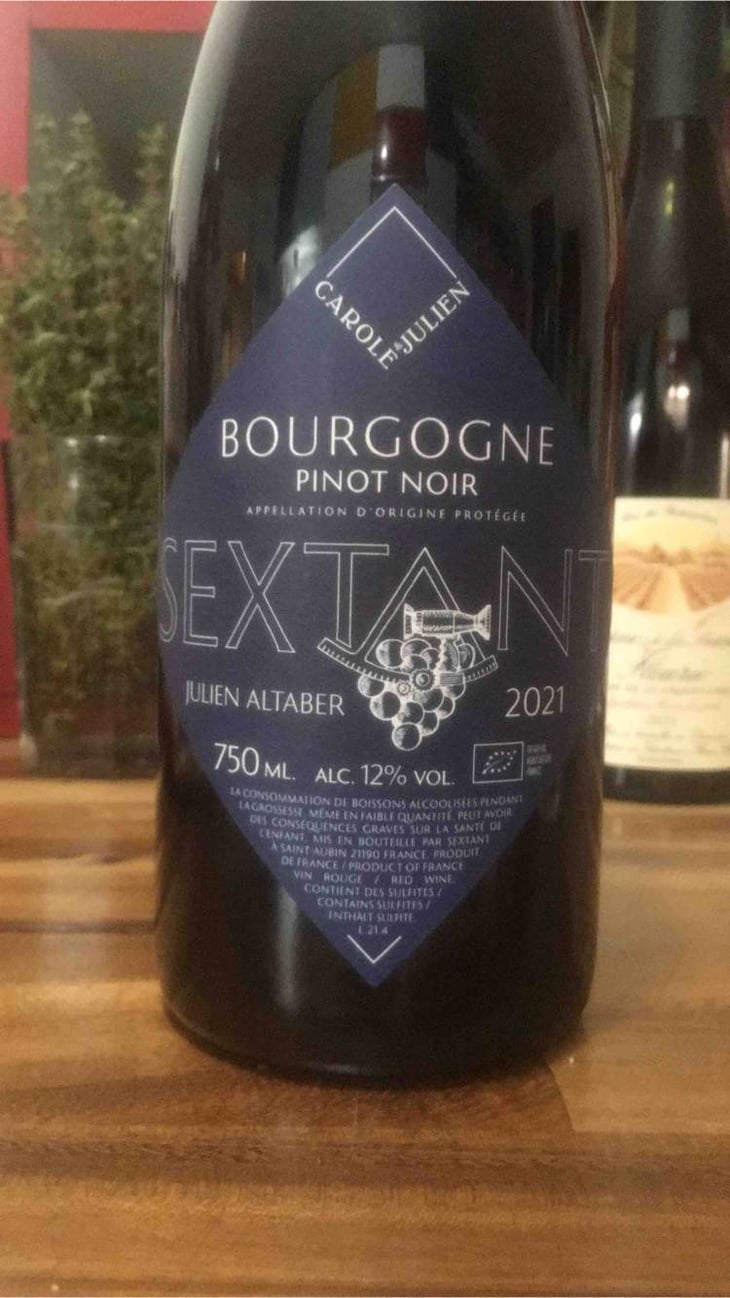 CAROLE & JULIEN
BOURGOGNE
PINOT NOIR
APPELLATION D'ORIGINE PROTÉGÉE
SEXTANT
JULIEN ALTABER
2021
750 ML. ALC. 12% VOL.
LA CONSOMMATION DE BOISSONS ALCOOLISÉES PENDANT
LA GROSSESSE, MÊME EN FAIBLE QUANTITÉ, PEUT AVOIR
DES CONSÉQUENCES GRAVES SUR LA SANTÉ DE
L'ENFANT. MIS EN BOUTEILLE PAR SEXTANT
À SAINT-AUBIN 21190 FRANCE. PRODUIT
DE FRANCE / PRODUCT OF FRANCE
VIN ROUGE / RED WINE.
CONTIENT DES SULFITES /
CONTAINS SULFITES /
ENTHÄLT SULFITE.
L.21.4